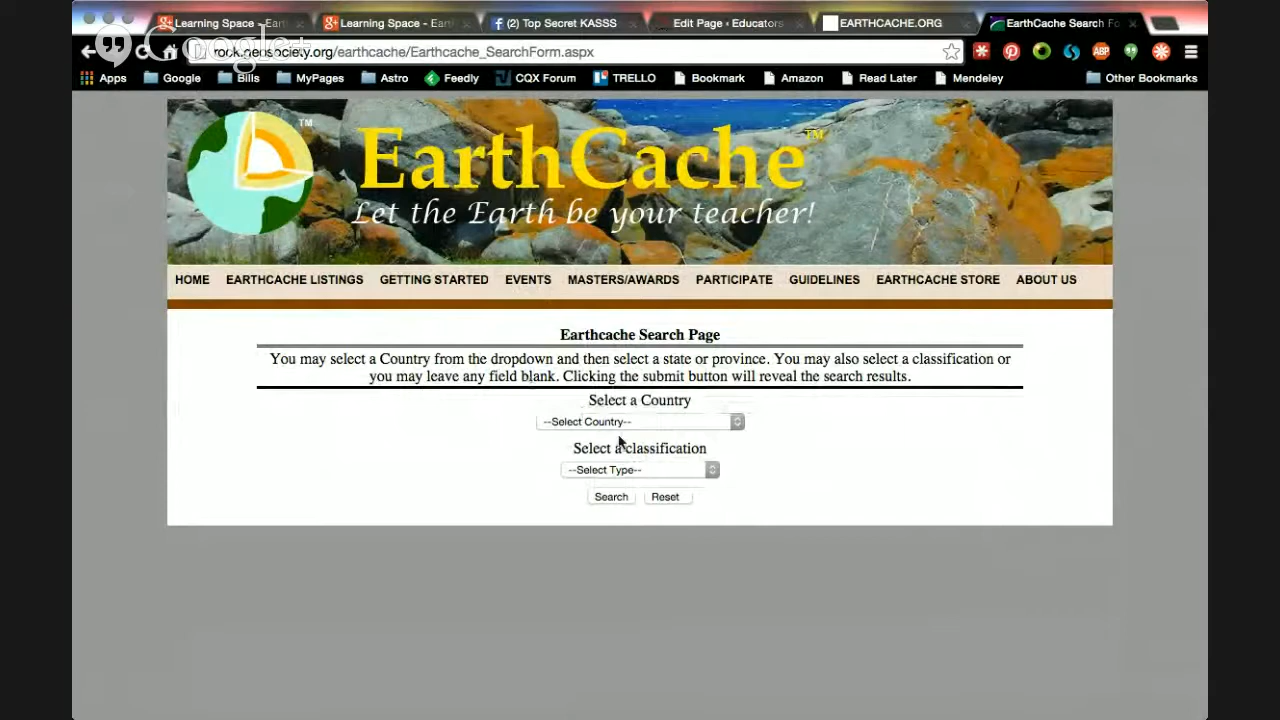 Learning Space - Eart
Learning Space - Eart
(2) Top Secret KASSS
Edit Page ‹ Educators
EARTHCACHE.ORG
EarthCache Search Fo
Google+
rock.geosociety.org/earthcache/Earthcache_SearchForm.aspx
Apps
Google
Bills
MyPages
Astro
Feedly
CQX Forum
TRELLO
Bookmark
Amazon
Read Later
Mendeley
Other Bookmarks
ABP
TM
EarthCache™
Let the Earth be your teacher!
HOME
EARTHCACHE LISTINGS
GETTING STARTED
EVENTS
MASTERS/AWARDS
PARTICIPATE
GUIDELINES
EARTHCACHE STORE
ABOUT US
Earthcache Search Page
You may select a Country from the dropdown and then select a state or province. You may also select a classification or
you may leave any field blank. Clicking the submit button will reveal the search results.
Select a Country
--Select Country--
Select a classification
--Select Type--
Search
Reset